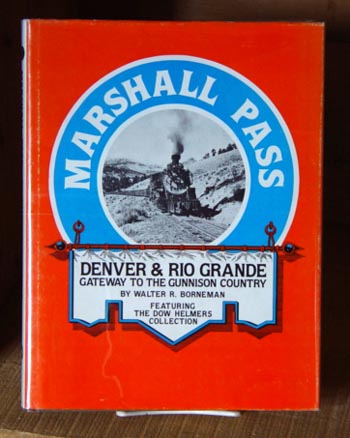 MARSHALL PASS
DENVER & RIO GRANDE
GATEWAY TO THE GUNNISON COUNTRY
BY WALTER R. BORNEMAN
FEATURING
THE DOW HELMERS
COLLECTION